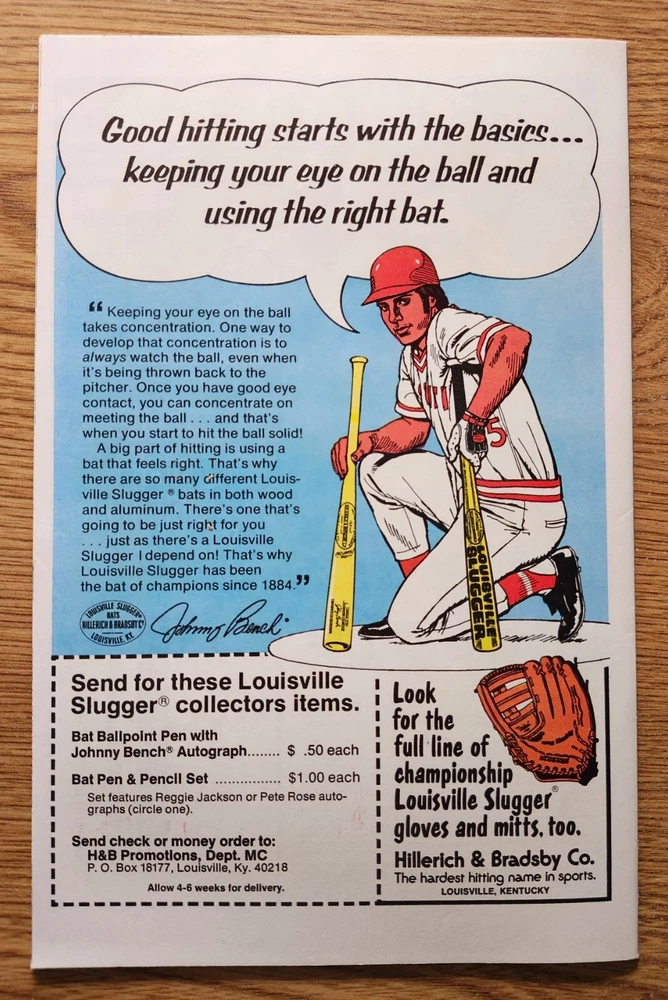 Good hitting starts with the basics...
keeping your eye on the ball and
using the right bat.
“Keeping your eye on the ball
takes concentration. One way to
develop that concentration is to
always watch the ball, even when
it's being thrown back to the
pitcher. Once you have good eye
contact, you can concentrate on
meeting the ball . . . and that's
when you start to hit the ball solid!
A big part of hitting is using a
bat that feels right. That's why
there are so many different Louis-
ville Slugger® bats in both wood
and aluminum. There's one that's
going to be just right for you
. . . just as there's a Louisville
Slugger I depend on! That's why
Louisville Slugger has been
the bat of champions since 1884.”
LOUISVILLE SLUGGER
BATS
HILLERICH & BRADSBY Co
LOUISVILLE, KY.
Johnny Bench®
5
LOUISVILLE
SLUGGER
Send for these Louisville
Slugger® collectors items.
Bat Ballpoint Pen with
Johnny Bench® Autograph....... $ .50 each
Bat Pen & Pencil Set .............. $1.00 each
Set features Reggie Jackson or Pete Rose auto-
graphs (circle one).
Send check or money order to:
H&B Promotions, Dept. MC
P. O. Box 18177, Louisville, Ky. 40218
Allow 4-6 weeks for delivery.
Look
for the
full line of
championship
Louisville Slugger®
gloves and mitts, too.
Hillerich & Bradsby Co.
The hardest hitting name in sports.
LOUISVILLE, KENTUCKY